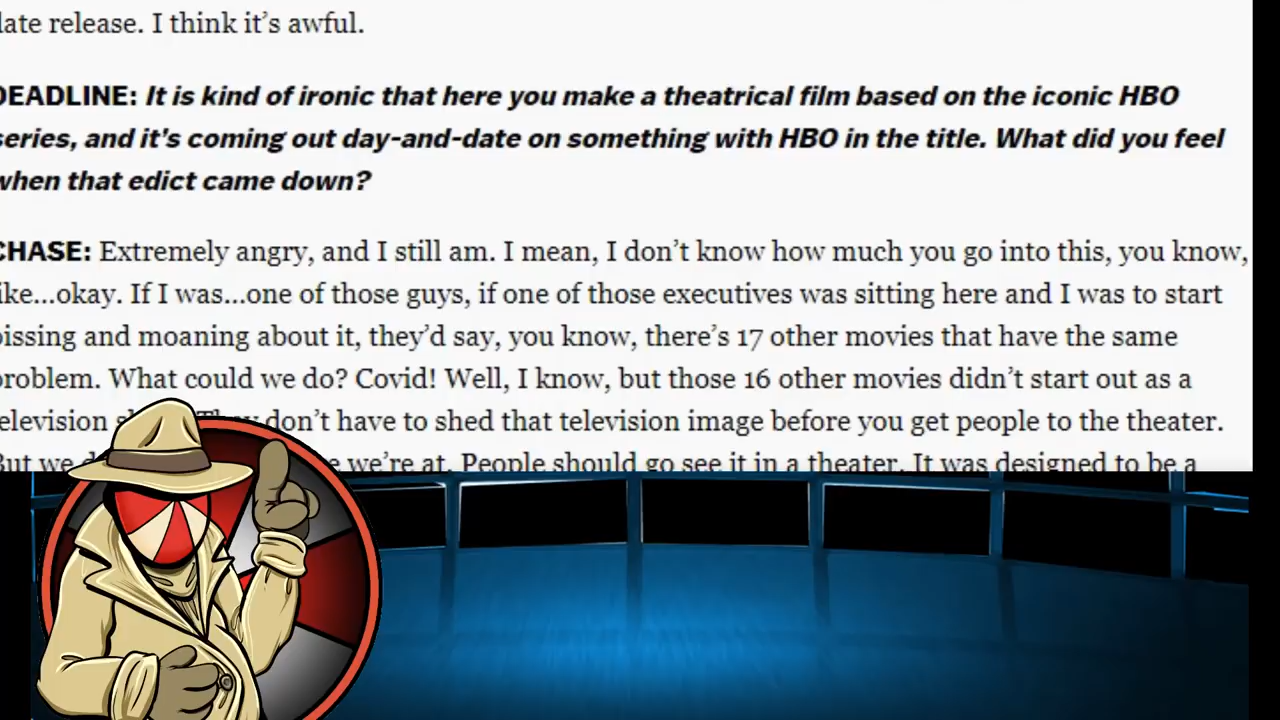 late release. I think it’s awful.
DEADLINE: It is kind of ironic that here you make a theatrical film based on the iconic HBO
series, and it's coming out day-and-date on something with HBO in the title. What did you feel
when that edict came down?
CHASE: Extremely angry, and I still am. I mean, I don’t know how much you go into this, you know,
like…okay. If I was…one of those guys, if one of those executives was sitting here and I was to start
pissing and moaning about it, they’d say, you know, there’s 17 other movies that have the same
problem. What could we do? Covid! Well, I know, but those 16 other movies didn’t start out as a
television They don’t have to shed that television image before you get people to the theater.
But we we’re at. People should go see it in a theater. It was designed to be a